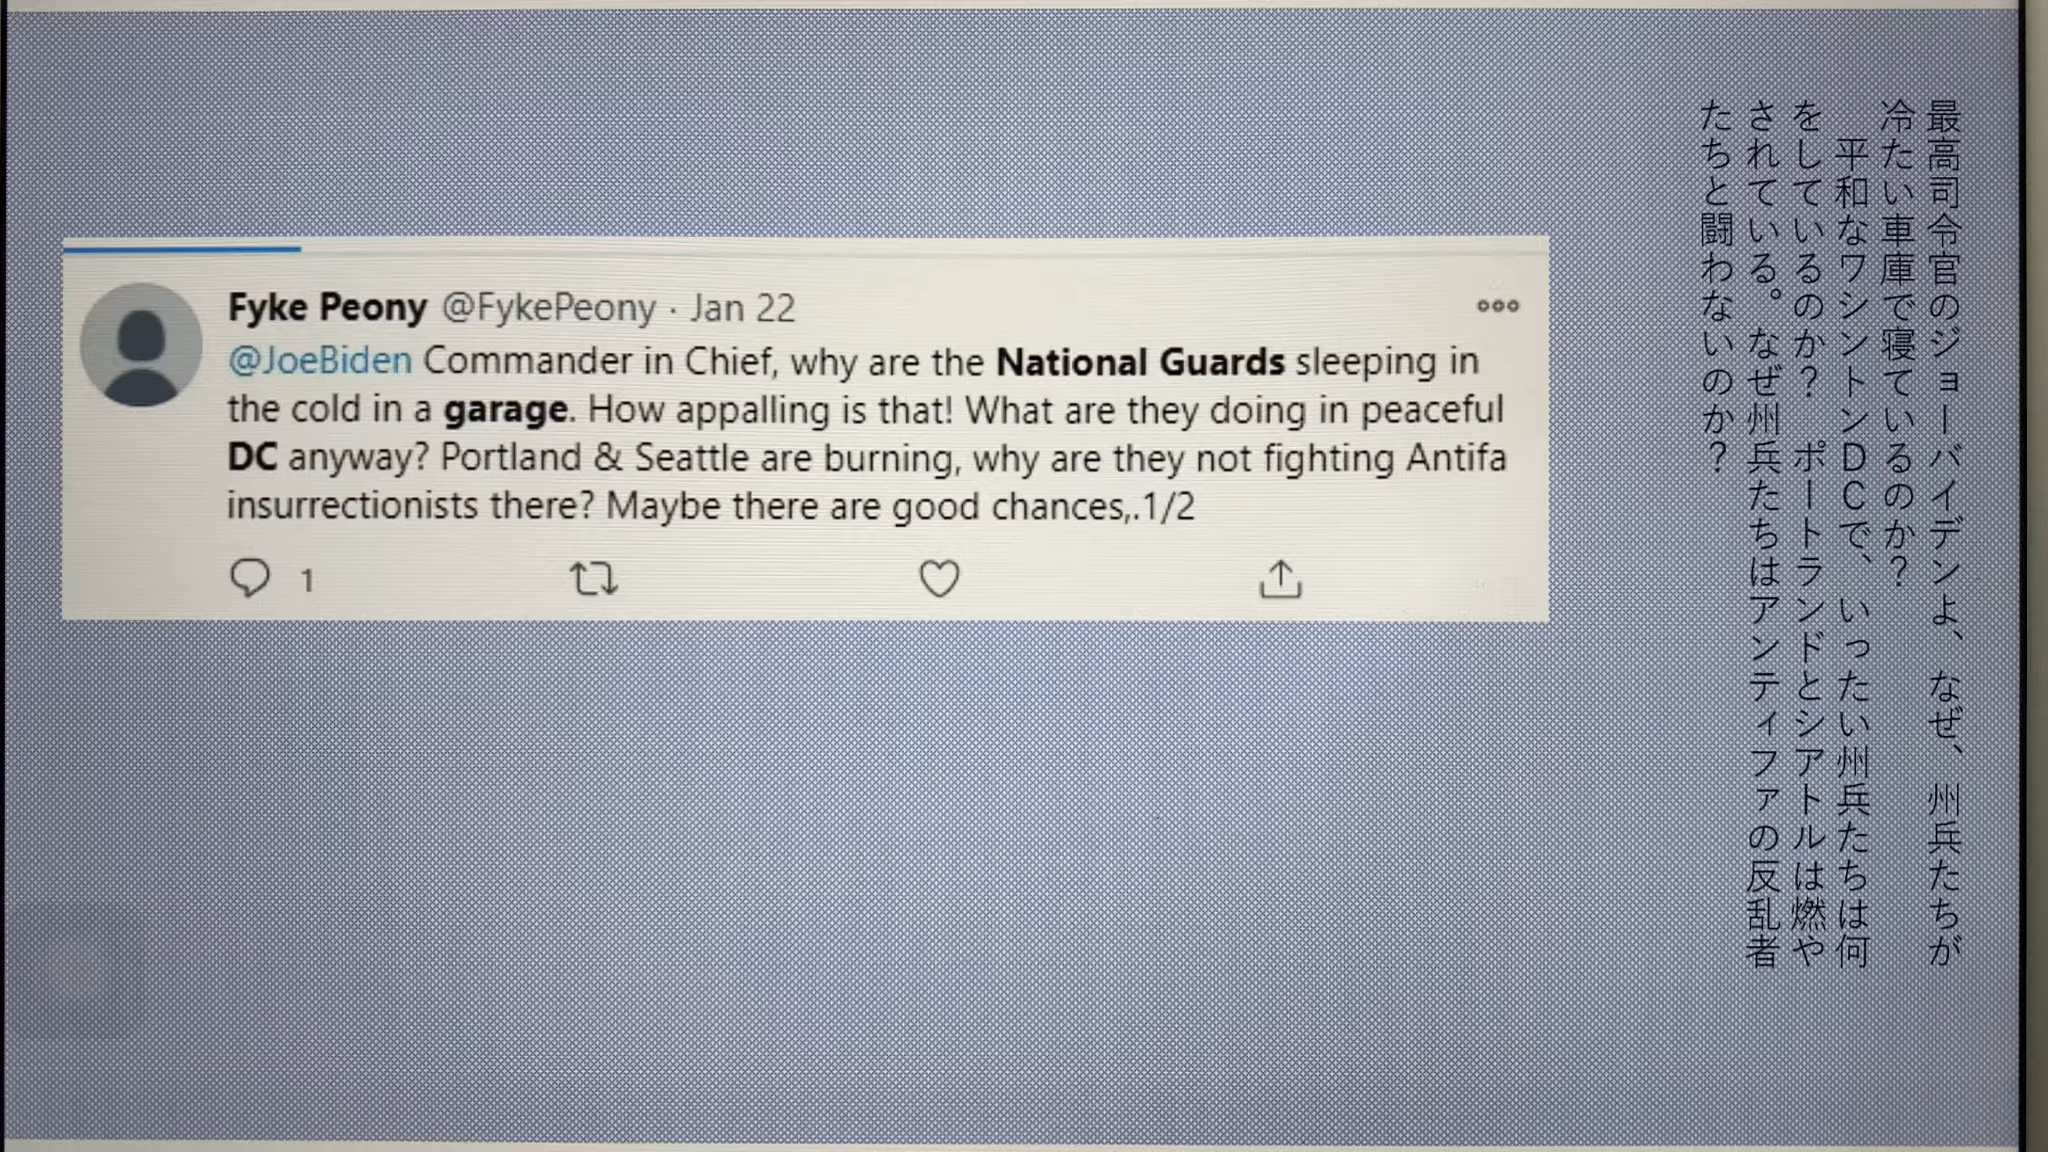 Fyke Peony @FykePeony · Jan 22
@JoeBiden Commander in Chief, why are the National Guards sleeping in
the cold in a garage. How appalling is that! What are they doing in peaceful
DC anyway? Portland & Seattle are burning, why are they not fighting Antifa
insurrectionists there? Maybe there are good chances,.1/2
1
最高司令官のジョーバイデンよ、なぜ、州兵たちが
冷たい車庫で寝ているのか？
平和なワシントンDCで、いったい州兵たちは何
をしているのか？ ポートランドとシアトルは燃や
されている。なぜ州兵たちはアンティファの反乱者
たちと闘わないのか？